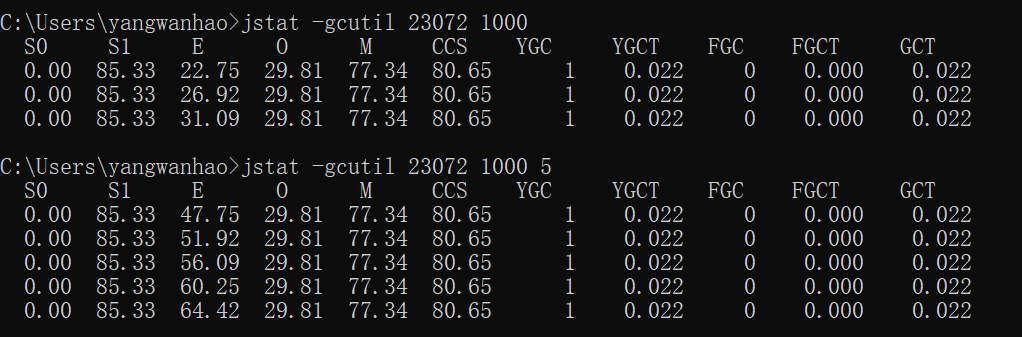 C:\Users\yangwanhao>jstat -gcutil 23072 1000
S0 S1 E O M CCS YGC YGCT FGC FGCT GCT
0.00 85.33 22.75 29.81 77.34 80.65 1 0.022 0 0.000 0.022
0.00 85.33 26.92 29.81 77.34 80.65 1 0.022 0 0.000 0.022
0.00 85.33 31.09 29.81 77.34 80.65 1 0.022 0 0.000 0.022
C:\Users\yangwanhao>jstat -gcutil 23072 1000 5
S0 S1 E O M CCS YGC YGCT FGC FGCT GCT
0.00 85.33 47.75 29.81 77.34 80.65 1 0.022 0 0.000 0.022
0.00 85.33 51.92 29.81 77.34 80.65 1 0.022 0 0.000 0.022
0.00 85.33 56.09 29.81 77.34 80.65 1 0.022 0 0.000 0.022
0.00 85.33 60.25 29.81 77.34 80.65 1 0.022 0 0.000 0.022
0.00 85.33 64.42 29.81 77.34 80.65 1 0.022 0 0.000 0.022